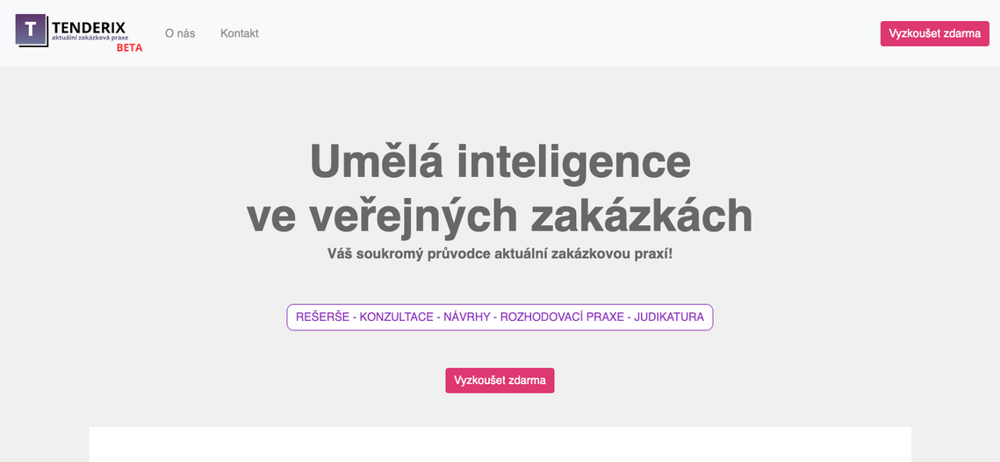 T
TENDERIX
aktuální zakázková praxe
BETA
O nás
Kontakt
Vyzkoušet zdarma
Umělá inteligence
ve veřejných zakázkách
Váš soukromý průvodce aktuální zakázkovou praxí!
REŠERŠE - KONZULTACE - NÁVRHY - ROZHODOVACÍ PRAXE - JUDIKATURA
Vyzkoušet zdarma